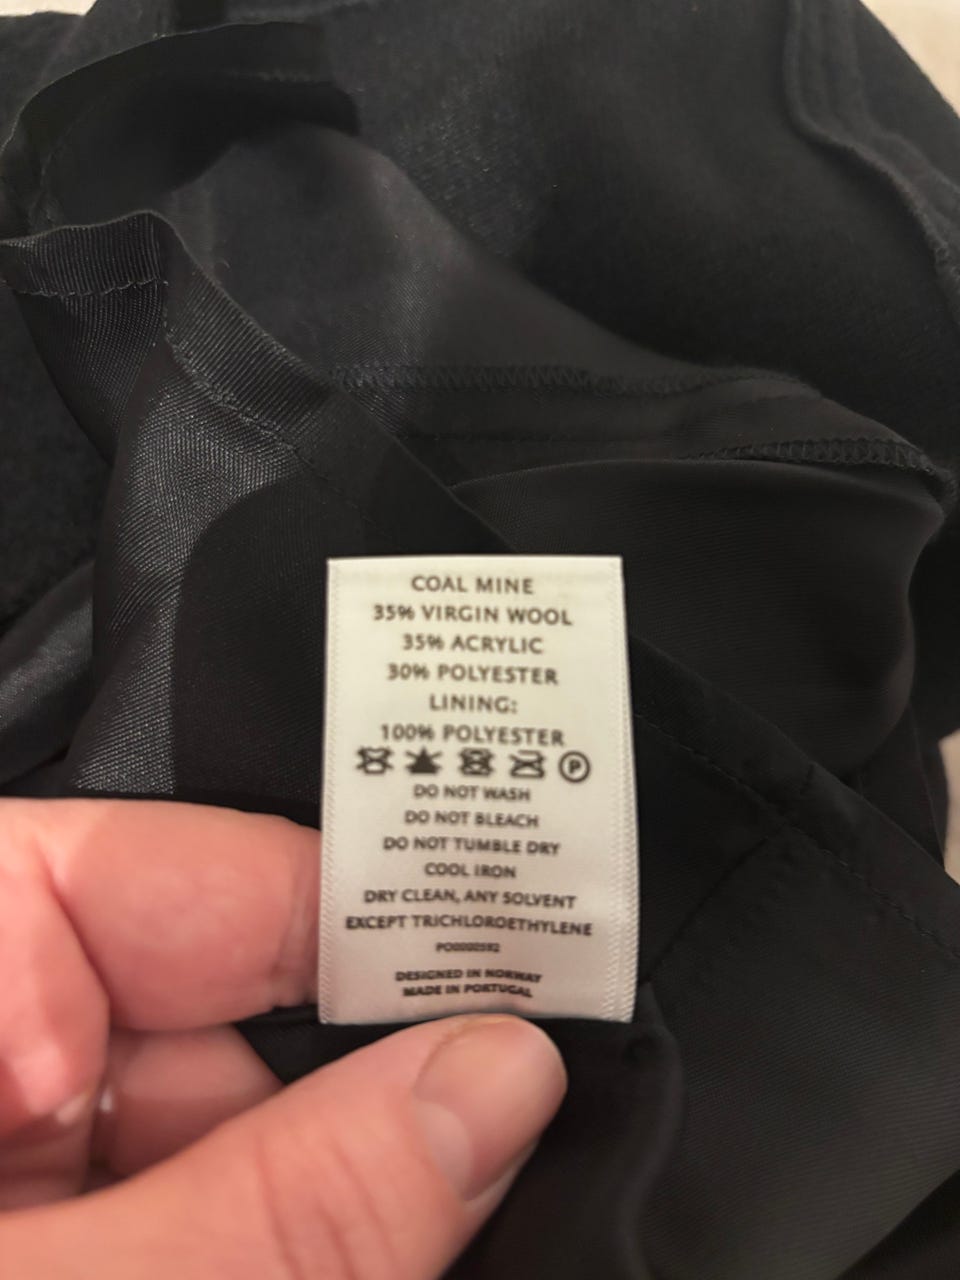 COAL MINE
35% VIRGIN WOOL
35% ACRYLIC
30% POLYESTER
LINING:
100% POLYESTER
P
DO NOT WASH
DO NOT BLEACH
DO NOT TUMBLE DRY
COOL IRON
DRY CLEAN, ANY SOLVENT
EXCEPT TRICHLOROETHYLENE
DESIGNED IN NORWAY
MADE IN PORTUGAL